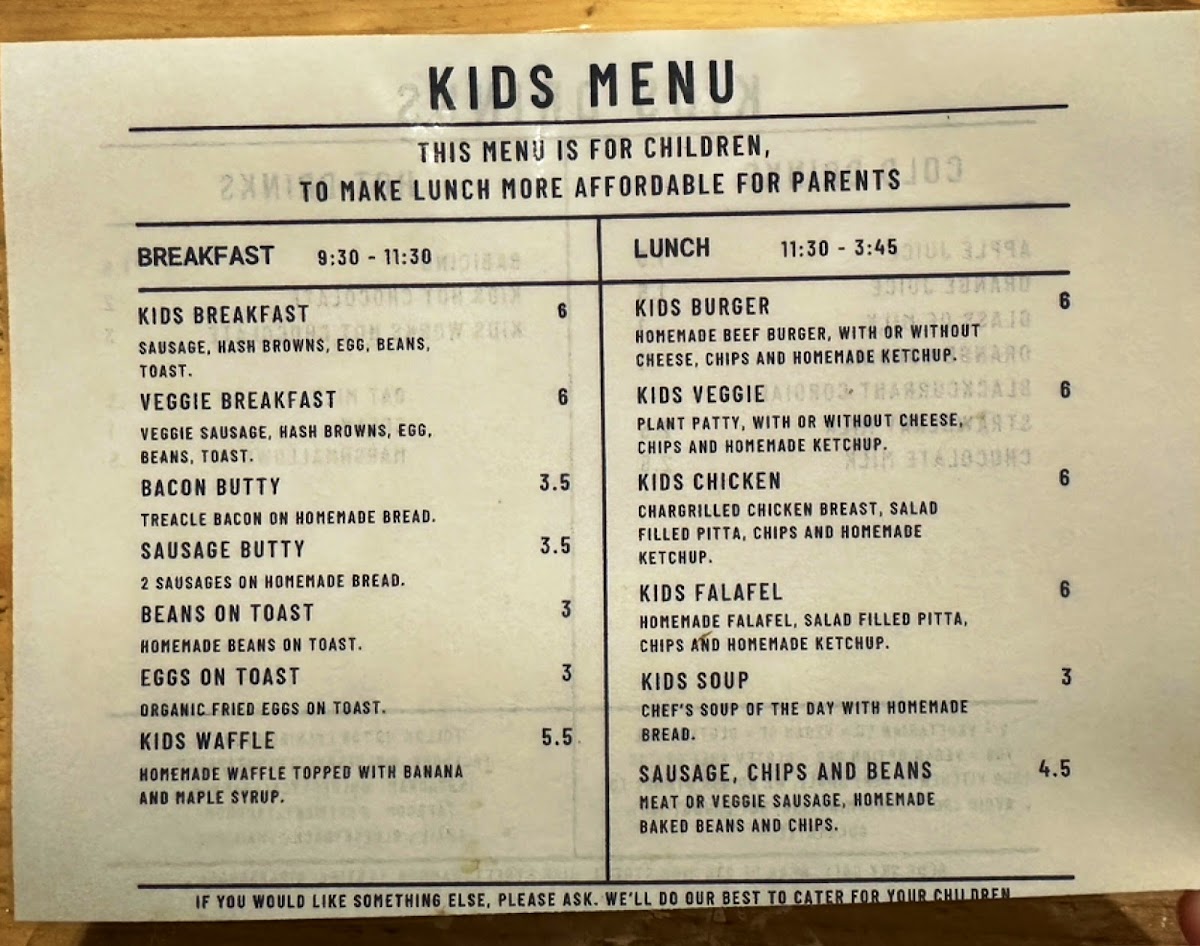 KIDS MENU
THIS MENU IS FOR CHILDREN,
TO MAKE LUNCH MORE AFFORDABLE FOR PARENTS
BREAKFAST 9:30 - 11:30
KIDS BREAKFAST 6
SAUSAGE, HASH BROWNS, EGG, BEANS,
TOAST.
VEGGIE BREAKFAST 6
VEGGIE SAUSAGE, HASH BROWNS, EGG,
BEANS, TOAST.
BACON BUTTY 3.5
TREACLE BACON ON HOMEMADE BREAD.
SAUSAGE BUTTY 3.5
2 SAUSAGES ON HOMEMADE BREAD.
BEANS ON TOAST 3
HOMEMADE BEANS ON TOAST.
EGGS ON TOAST 3
ORGANIC FRIED EGGS ON TOAST.
KIDS WAFFLE 5.5
HOMEMADE WAFFLE TOPPED WITH BANANA
AND MAPLE SYRUP.
LUNCH 11:30 - 3:45
KIDS BURGER 6
HOMEMADE BEEF BURGER, WITH OR WITHOUT
CHEESE, CHIPS AND HOMEMADE KETCHUP.
KIDS VEGGIE 6
PLANT PATTY, WITH OR WITHOUT CHEESE,
CHIPS AND HOMEMADE KETCHUP.
KIDS CHICKEN 6
CHARGRILLED CHICKEN BREAST, SALAD
FILLED PITTA, CHIPS AND HOMEMADE
KETCHUP.
KIDS FALAFEL 6
HOMEMADE FALAFEL, SALAD FILLED PITTA,
CHIPS AND HOMEMADE KETCHUP.
KIDS SOUP 3
CHEF'S SOUP OF THE DAY WITH HOMEMADE
BREAD.
SAUSAGE, CHIPS AND BEANS 4.5
MEAT OR VEGGIE SAUSAGE, HOMEMADE
BAKED BEANS AND CHIPS.
IF YOU WOULD LIKE SOMETHING ELSE, PLEASE ASK. WE'LL DO OUR BEST TO CATER FOR YOUR CHILDREN